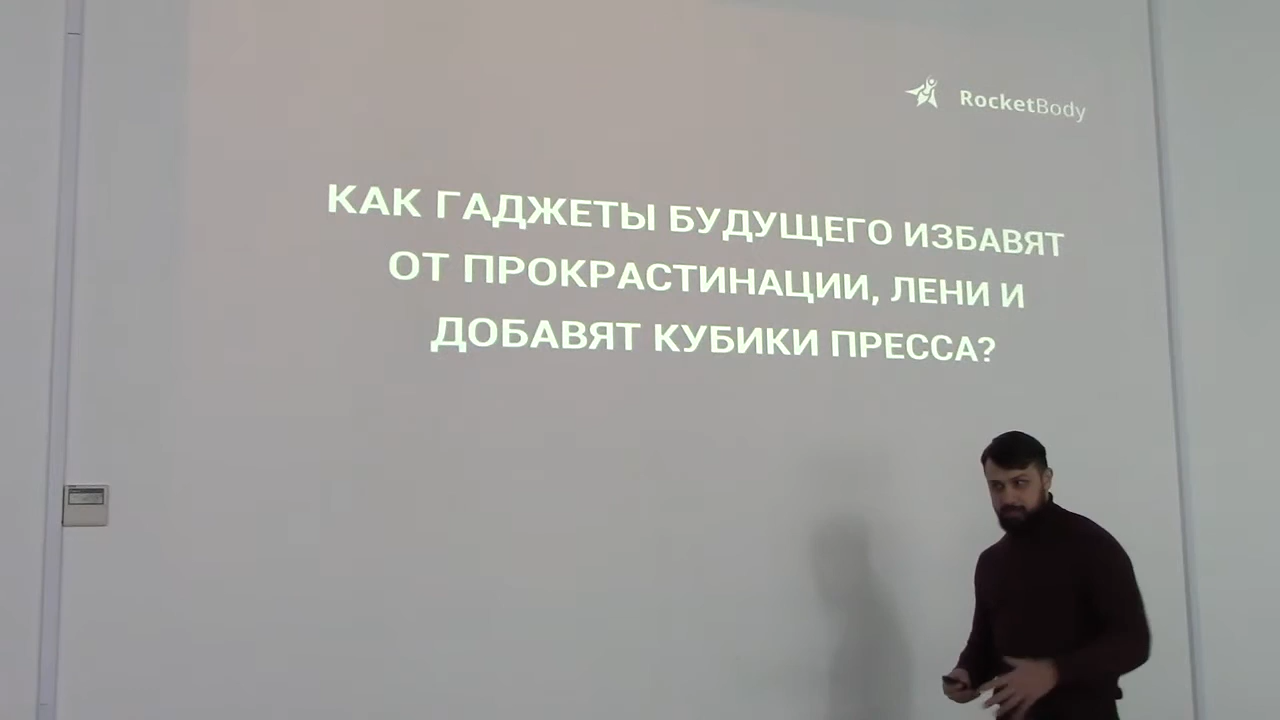 RocketBody
КАК ГАДЖЕТЫ БУДУЩЕГО ИЗБАВЯТ
ОТ ПРОКРАСТИНАЦИИ, ЛЕНИ И
ДОБАВЯТ КУБИКИ ПРЕССА?